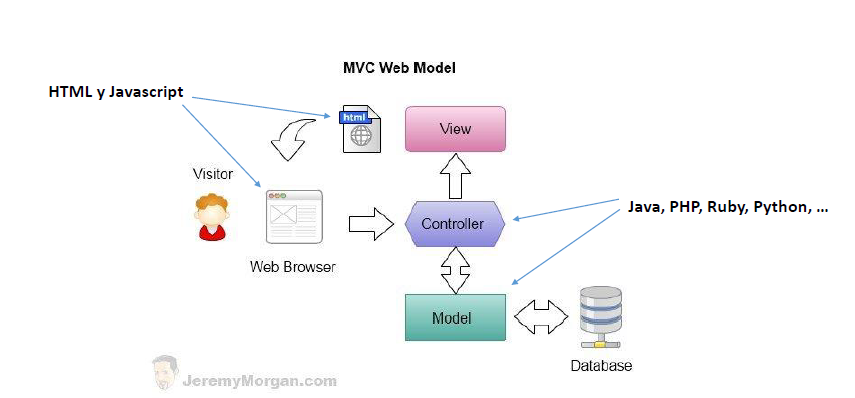 MVC Web Model
HTML y Javascript
html
View
Visitor
Controller
Java, PHP, Ruby, Python, ...
Web Browser
Model
Database
JeremyMorgan.com